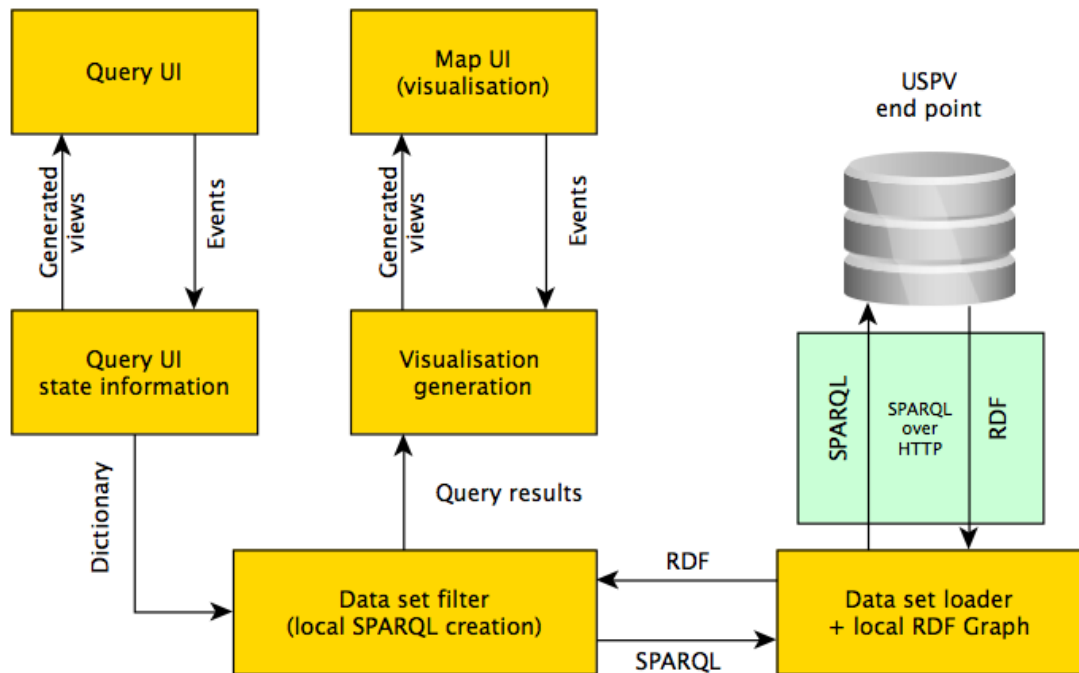 Query UI
Map UI
(visualisation)
USPV
end point
Generated
views
Events
Generated
views
Events
Query UI
state information
Visualisation
generation
SPARQL
SPARQL
over
HTTP
RDF
Dictionary
Query results
Data set filter
(local SPARQL creation)
RDF
SPARQL
Data set loader
+ local RDF Graph